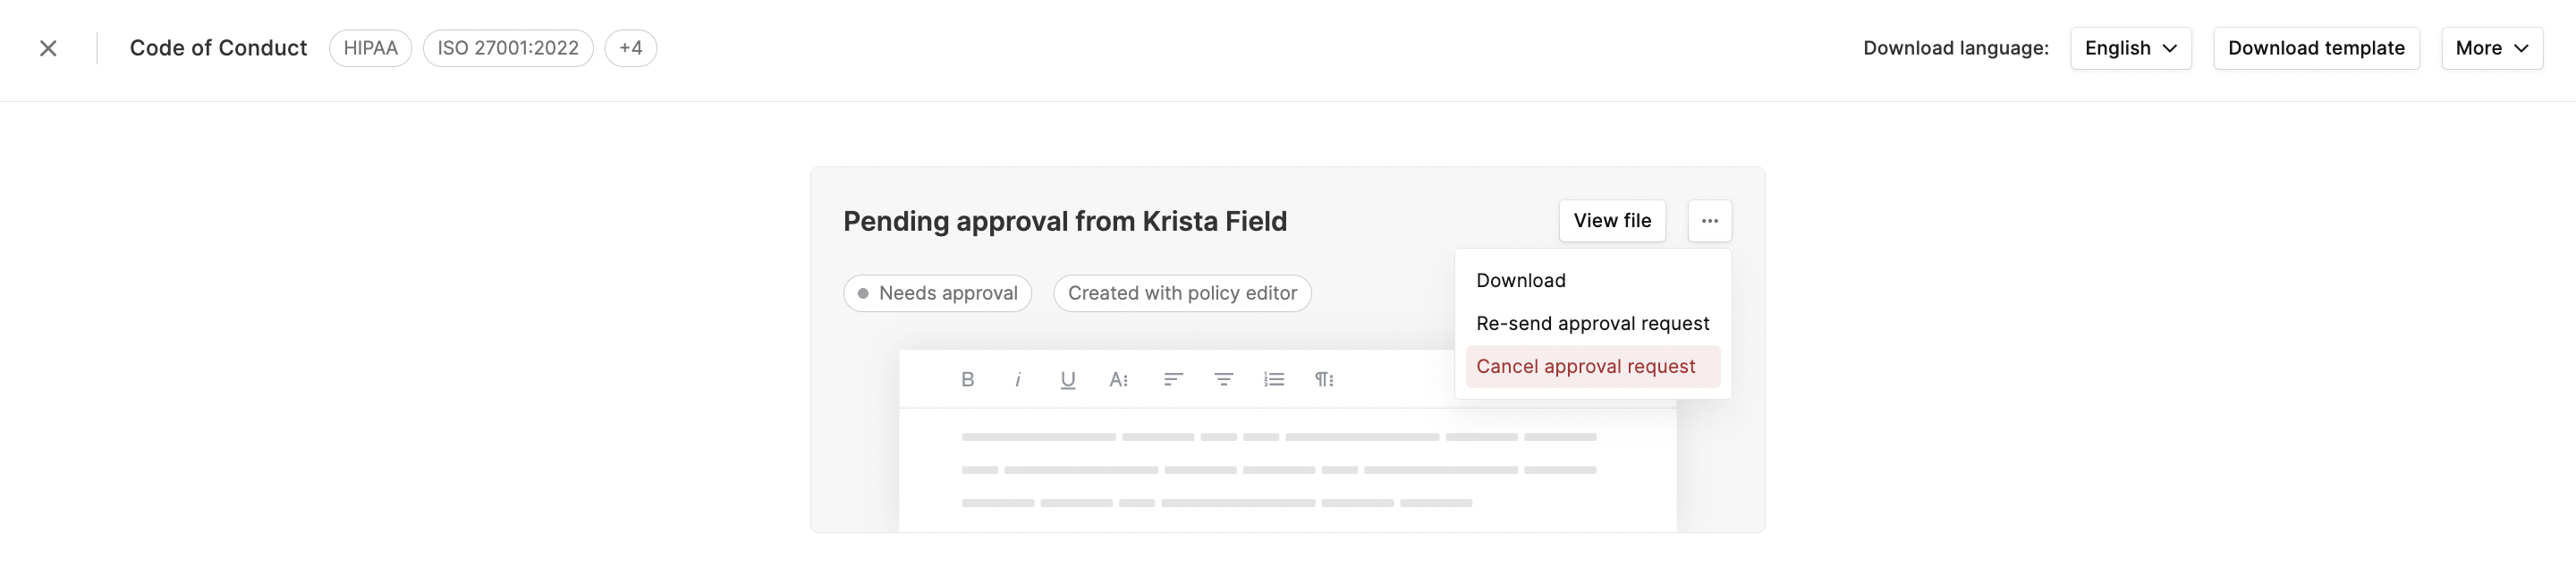 Code of Conduct HIPAA ISO 27001:2022 +4 Download language: English Download template More
Pending approval from Krista Field View file
Needs approval Created with policy editor
Download
Re-send approval request
Cancel approval request
B i U A